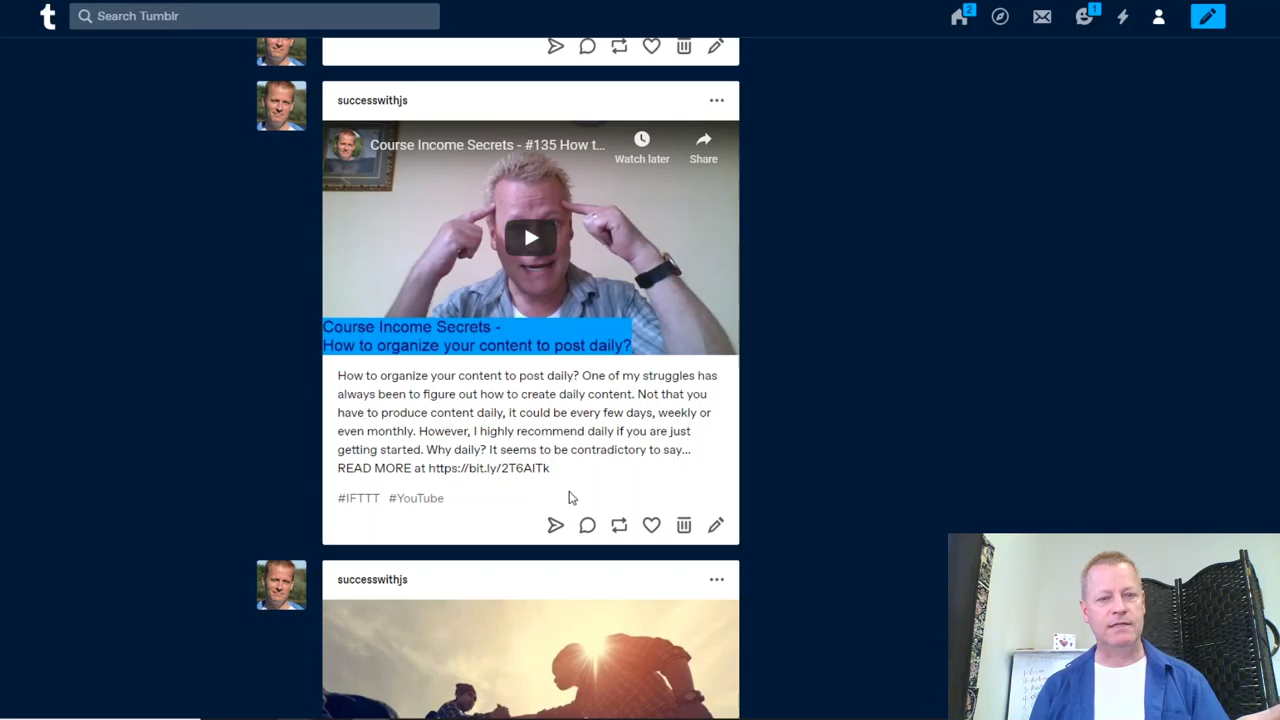 t
Search Tumblr
2
1
successwithjs
Course Income Secrets - #135 How t...
Watch later
Share
Course Income Secrets -
How to organize your content to post daily?
How to organize your content to post daily? One of my struggles has
always been to figure out how to create daily content. Not that you
have to produce content daily, it could be every few days, weekly or
even monthly. However, I highly recommend daily if you are just
getting started. Why daily? It seems to be contradictory to say...
READ MORE at https://bit.ly/2T6AITk
#IFTTT #YouTube
successwithjs